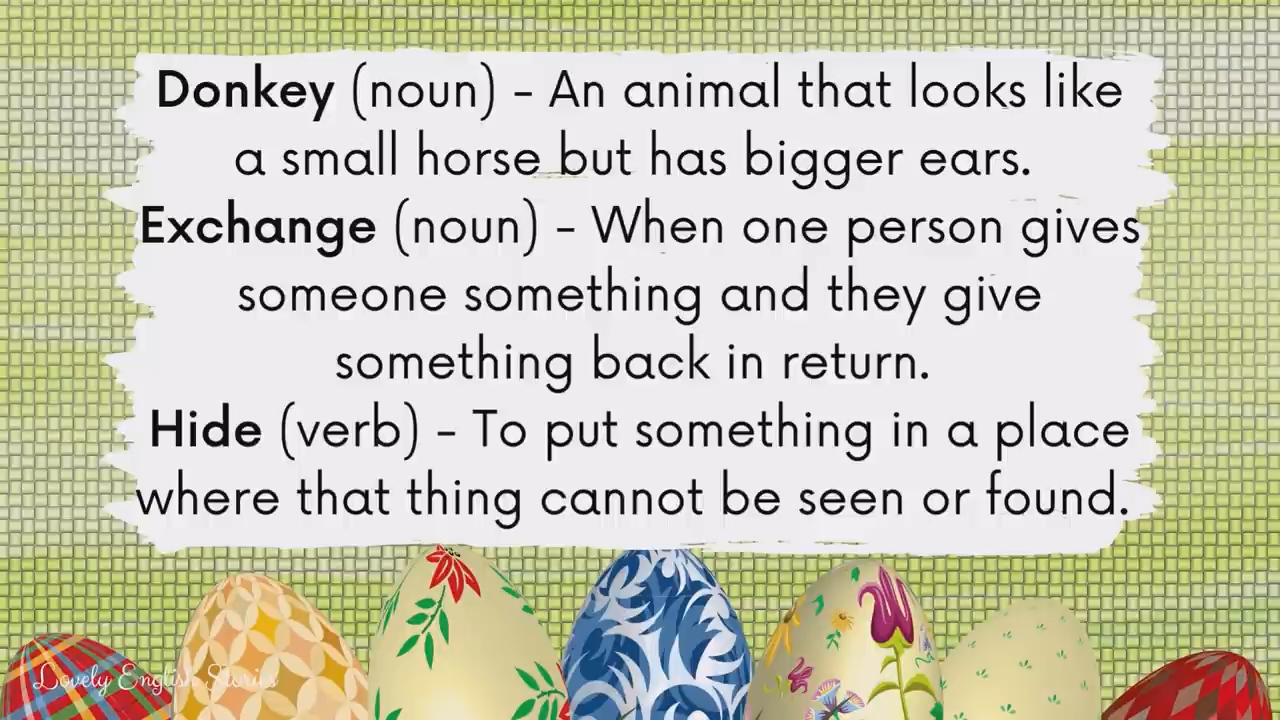 Donkey (noun) - An animal that looks like
a small horse but has bigger ears.
Exchange (noun) - When one person gives
someone something and they give
something back in return.
Hide (verb) - To put something in a place
where that thing cannot be seen or found.
Lovely English Stories